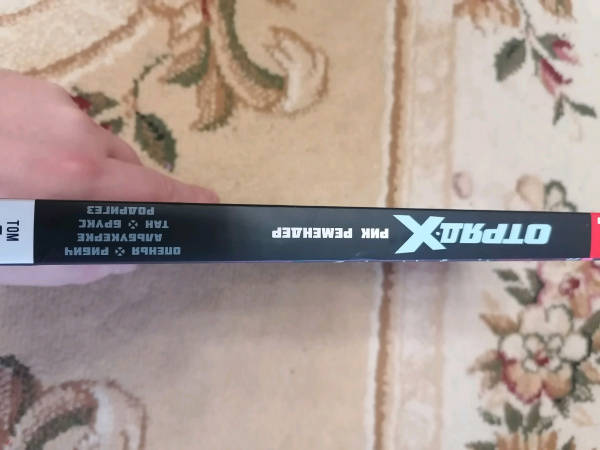 ОТРЯД X
РИК РЕМЕНДЕР
ОПЕНЬЯ ✠ РИБИЧ
АЛЬБУКЕРКЕ
ТАН ✠ БРУКС
РОДРИГЕЗ
ТОМ